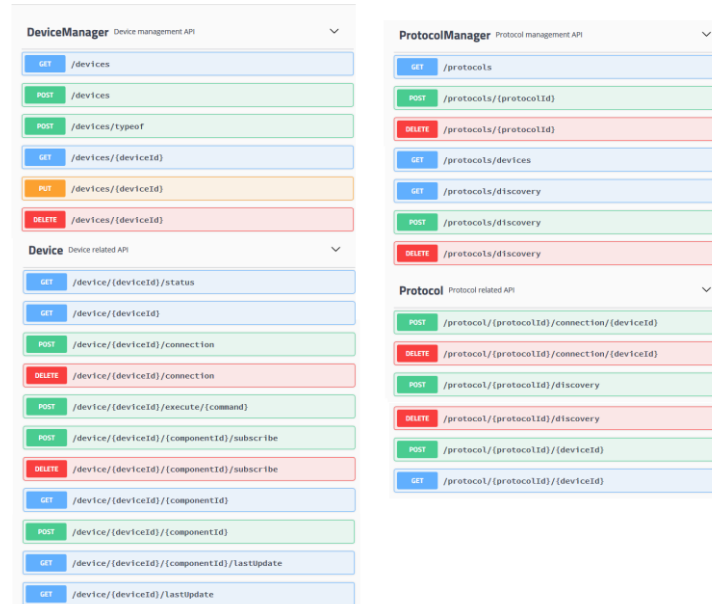 DeviceManager Device management API
GET /devices
POST /devices
POST /devices/typeof
GET /devices/{deviceId}
PUT /devices/{deviceId}
DELETE /devices/{deviceId}
Device Device related API
GET /device/{deviceId}/status
GET /device/{deviceId}
POST /device/{deviceId}/connection
DELETE /device/{deviceId}/connection
POST /device/{deviceId}/execute/{command}
POST /device/{deviceId}/{componentId}/subscribe
DELETE /device/{deviceId}/{componentId}/subscribe
GET /device/{deviceId}/{componentId}
POST /device/{deviceId}/{componentId}
GET /device/{deviceId}/{componentId}/lastUpdate
GET /device/{deviceId}/lastUpdate
ProtocolManager Protocol management API
GET /protocols
POST /protocols/{protocolId}
DELETE /protocols/{protocolId}
GET /protocols/devices
GET /protocols/discovery
POST /protocols/discovery
DELETE /protocols/discovery
Protocol Protocol related API
POST /protocol/{protocolId}/connection/{deviceId}
DELETE /protocol/{protocolId}/connection/{deviceId}
POST /protocol/{protocolId}/discovery
DELETE /protocol/{protocolId}/discovery
POST /protocol/{protocolId}/{deviceId}
GET /protocol/{protocolId}/{deviceId}